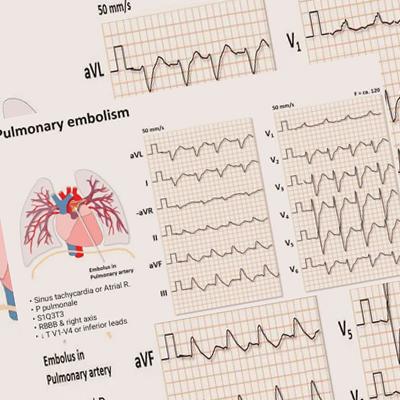 50 mm/s
aVL
V1
Pulmonary embolism
50 mm/s
aVL
I
-aVR
II
aVF
III
50 mm/s
F = ca. 120
V1
V2
V3
V4
V5
V6
Embolus in
Pulmonary artery
• Sinus tachycardia or Atrial R.
• P pulmonale
• S1Q3T3
• RBBB & right axis
• ↓ T V1-V4 or inferior leads
Embolus in
Pulmonary artery
aVF
V5